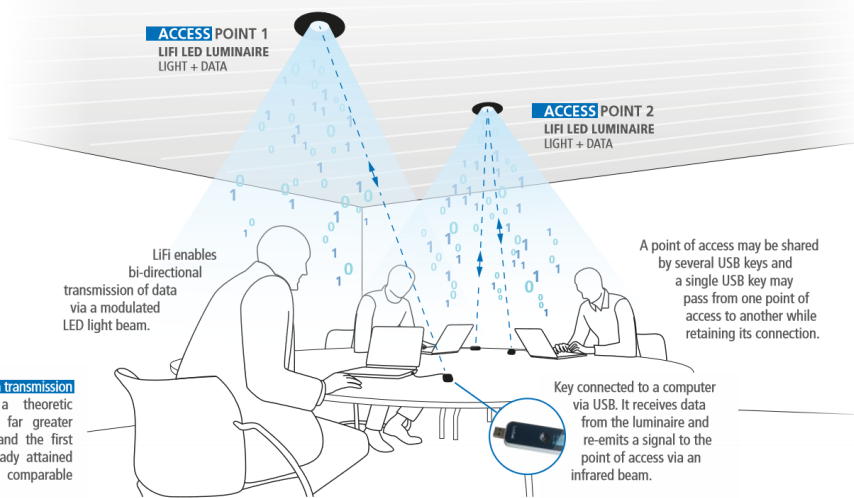 ACCESS POINT 1
LIFI LED LUMINAIRE
LIGHT + DATA
ACCESS POINT 2
LIFI LED LUMINAIRE
LIGHT + DATA
LiFi enables
bi-directional
transmission of data
via a modulated
LED light beam.
A point of access may be shared
by several USB keys and
a single USB key may
pass from one point of
access to another while
retaining its connection.
transmission
a theoretic
far greater
and the first
attained
comparable
Key connected to a computer
via USB. It receives data
from the luminaire and
re-emits a signal to the
point of access via an
infrared beam.